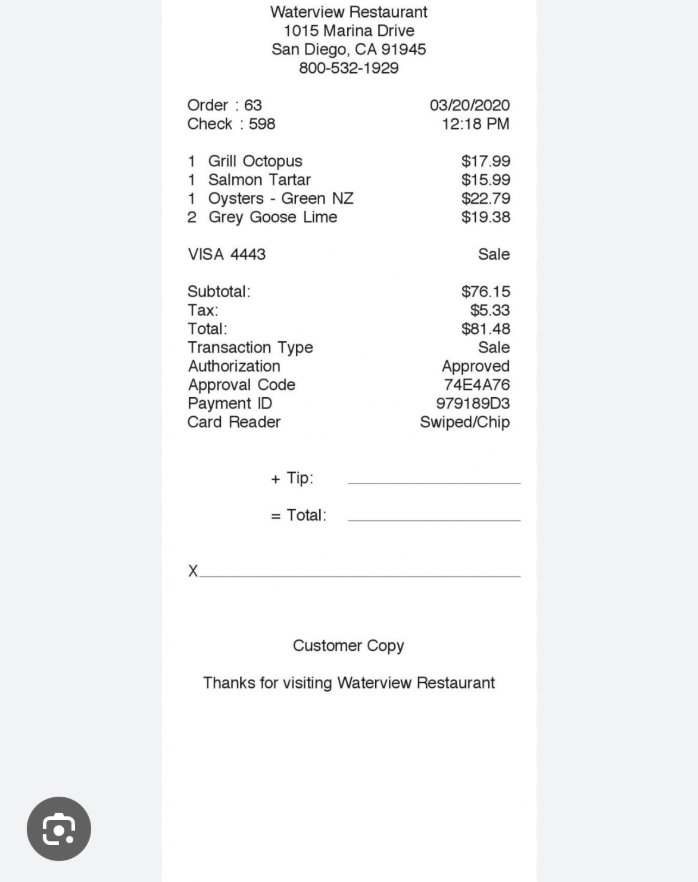 Waterview Restaurant
1015 Marina Drive
San Diego, CA 91945
800-532-1929
Order : 63 03/20/2020
Check : 598 12:18 PM
1 Grill Octopus $17.99
1 Salmon Tartar $15.99
1 Oysters - Green NZ $22.79
2 Grey Goose Lime $19.38
VISA 4443 Sale
Subtotal: $76.15
Tax: $5.33
Total: $81.48
Transaction Type Sale
Authorization Approved
Approval Code 74E4A76
Payment ID 979189D3
Card Reader Swiped/Chip
+ Tip:
= Total:
X
Customer Copy
Thanks for visiting Waterview Restaurant